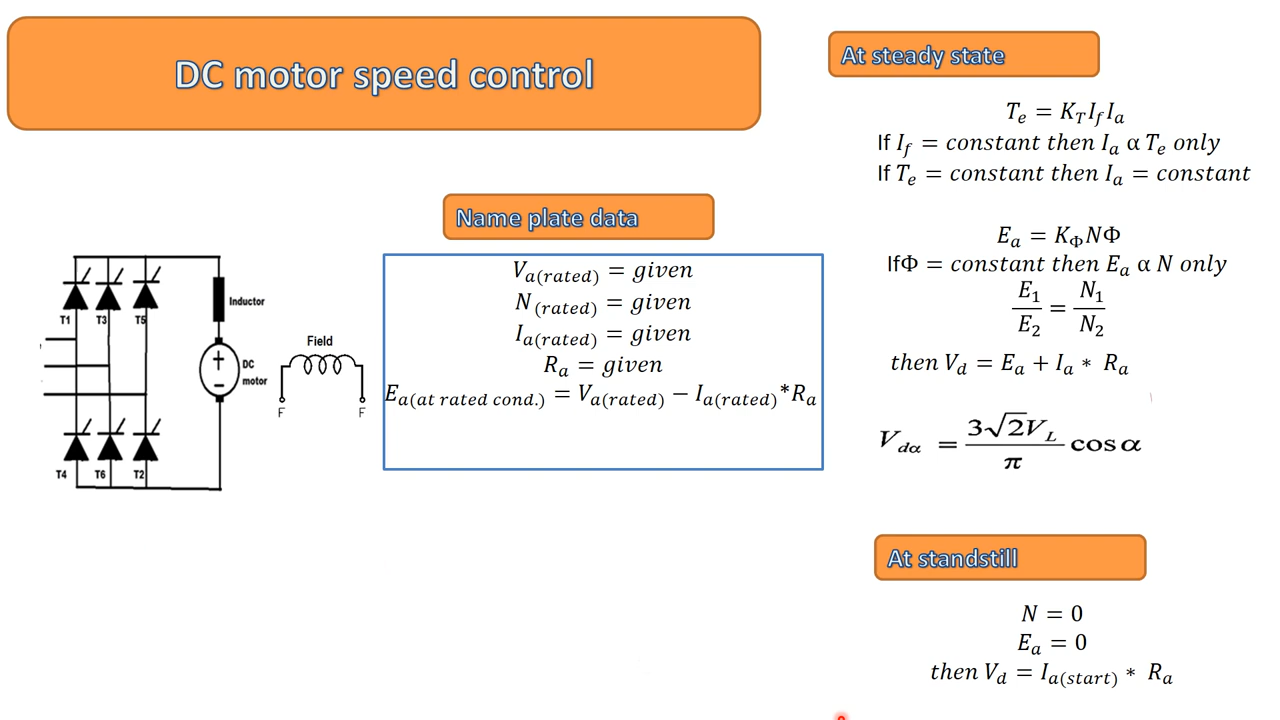 DC motor speed control
At steady state
T_e = K_T I_f I_a
If I_f = constant then I_a α T_e only
If T_e = constant then I_a = constant
E_a = K_Φ NΦ
IfΦ = constant then E_a α N only
E_1/E_2 = N_1/N_2
then V_d = E_a + I_a * R_a
V_dα = 3√2V_L/π cos α
Name plate data
V_a(rated) = given
N_(rated) = given
I_a(rated) = given
R_a = given
E_a(at rated cond.) = V_a(rated) − I_a(rated)*R_a
T1 T3 T5
T4 T6 T2
Inductor
+
−
DC
motor
Field
F F
At standstill
N = 0
E_a = 0
then V_d = I_a(start) * R_a